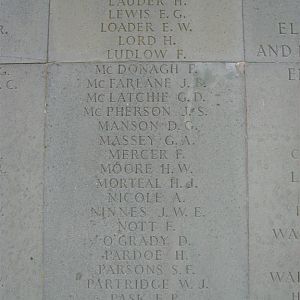 LAUDER H.
LEWIS E. G.
LOADER E. W.
LORD H.
LUDLOW F.
McDONAGH F.
McFARLANE J. B.
McLATCHIE G. D.
McPHERSON J. S.
MANSON D. G.
MASSEY G. A.
MERCER F.
MOORE H. W.
MORTEAL H. J.
NICOLE A.
NINNES J. W. E.
NOTT F.
O'GRADY D.
PARDOE H.
PARSONS S. F.
PARTRIDGE W. J.
AND